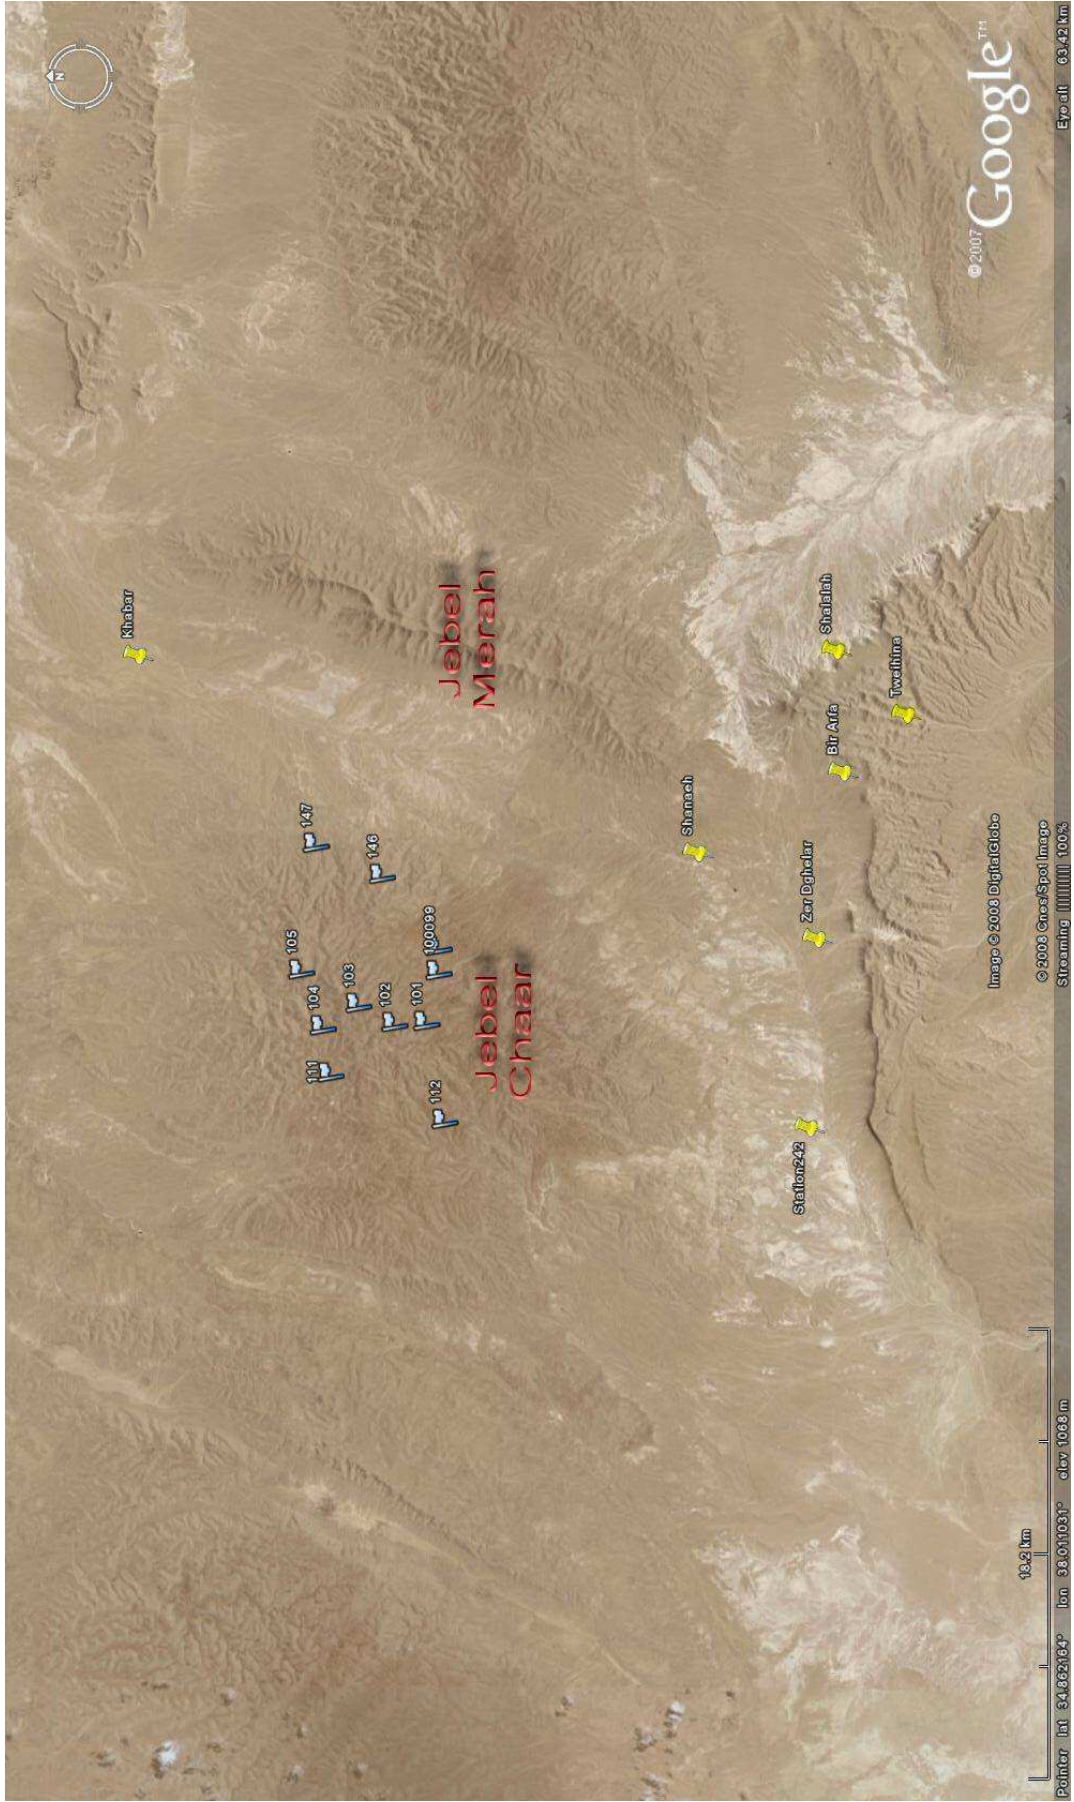 N
Khabar
105
147
111
104
103
146
102
101
100099
112
Jebel
Merah
Jebel
Chaar
Shanaeh
Station242
Zer Dghelar
Shalalah
Bir Arfa
Tweihina
©2007 Google™
Image © 2008 DigitalGlobe
18.2 km
© 2008 Cnes/Spot Image
Pointer lat 34.862164° lon 38.011031° elev 1068 m Streaming |||||||||| 100% Eye alt 63.42 km